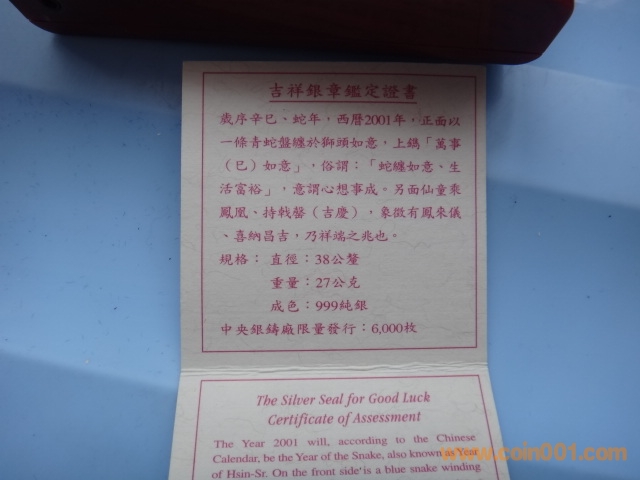 吉祥銀章鑑定證書
歲序辛巳、蛇年,西曆2001年,正面以
一條青蛇盤纏於獅頭如意,上鐫「萬事
(巳)如意」,俗謂:「蛇纏如意、生
活富裕」,意謂心想事成。另面仙童乘
鳳凰、持戟磬(吉慶),象徵有鳳來儀
、喜納昌吉,乃祥端之兆也。
規格: 直徑:38公釐
重量:27公克
成色:999純銀
中央銀鑄廠限量發行:6,000枚
The Silver Seal for Good Luck
Certificate of Assessment
The Year 2001 will, according to the Chinese
Calendar, be the Year of the Snake, also known as Year
of Hsin-Sr. On the front side is a blue snake winding
www.coin001.com